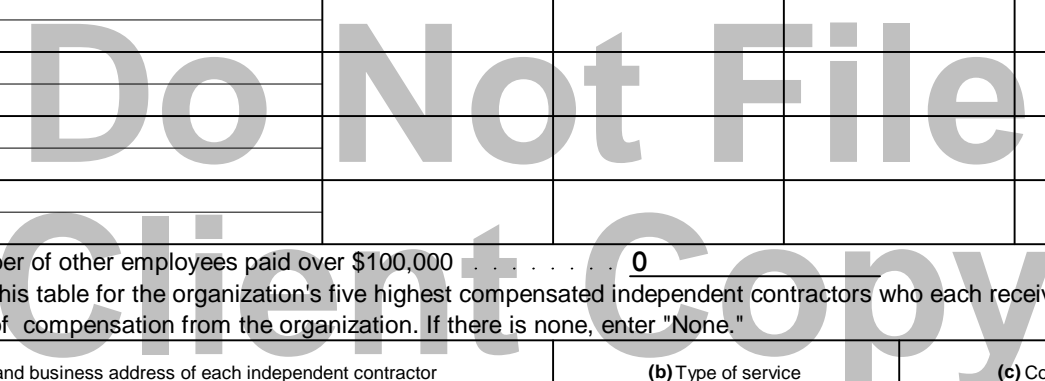 Do Not File
er of other employees paid over $100,000 . . . . . . . . 0
his table for the organization's five highest compensated independent contractors who each receiv
f compensation from the organization. If there is none, enter "None."
Client Copy
and business address of each independent contractor (b) Type of service (c) Co